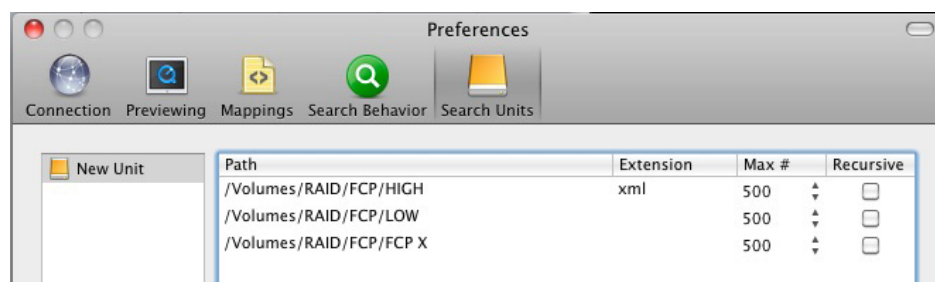 Preferences
Connection Previewing Mappings Search Behavior Search Units
New Unit
Path Extension Max # Recursive
/Volumes/RAID/FCP/HIGH xml 500
/Volumes/RAID/FCP/LOW 500
/Volumes/RAID/FCP/FCP X 500